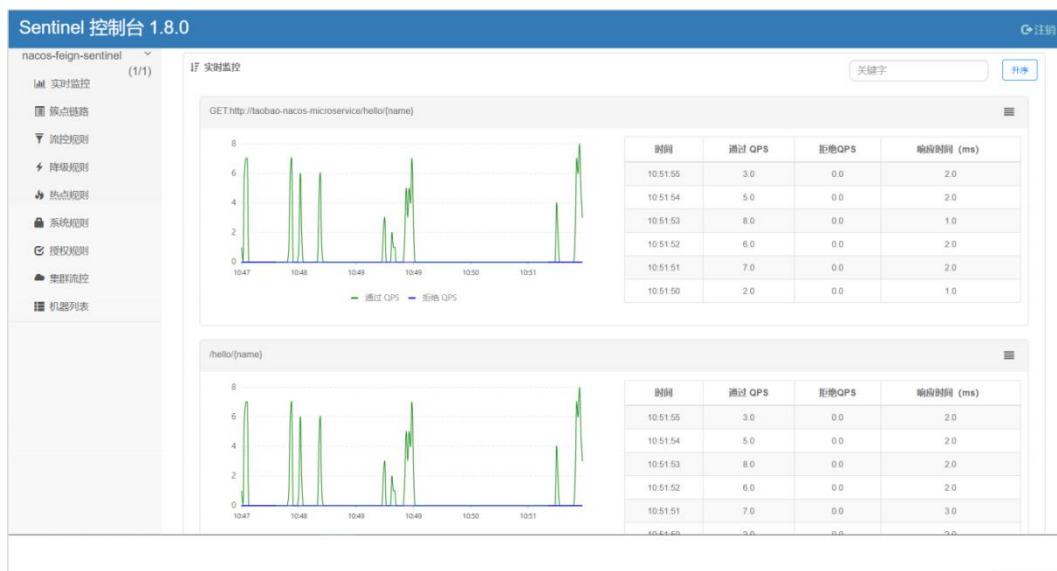 Sentinel 控制台 1.8.0
注销
nacos-feign-sentinel
(1/1)
实时监控
簇点链路
流控规则
降级规则
热点规则
系统规则
授权规则
集群流控
机器列表
实时监控
关键字
升序
GET:http://taobao-nacos-microservice/hello/{name}
8
6
4
2
0
10:47 10:48 10:49 10:49 10:50 10:51
通过 QPS 拒绝 QPS
时间 通过 QPS 拒绝QPS 响应时间 (ms)
10:51:55 3.0 0.0 2.0
10:51:54 5.0 0.0 2.0
10:51:53 8.0 0.0 1.0
10:51:52 6.0 0.0 2.0
10:51:51 7.0 0.0 2.0
10:51:50 2.0 0.0 1.0
/hello/{name}
8
6
4
2
0
10:47 10:48 10:49 10:49 10:50 10:51
时间 通过 QPS 拒绝QPS 响应时间 (ms)
10:51:55 3.0 0.0 2.0
10:51:54 5.0 0.0 2.0
10:51:53 8.0 0.0 2.0
10:51:52 6.0 0.0 2.0
10:51:51 7.0 0.0 3.0